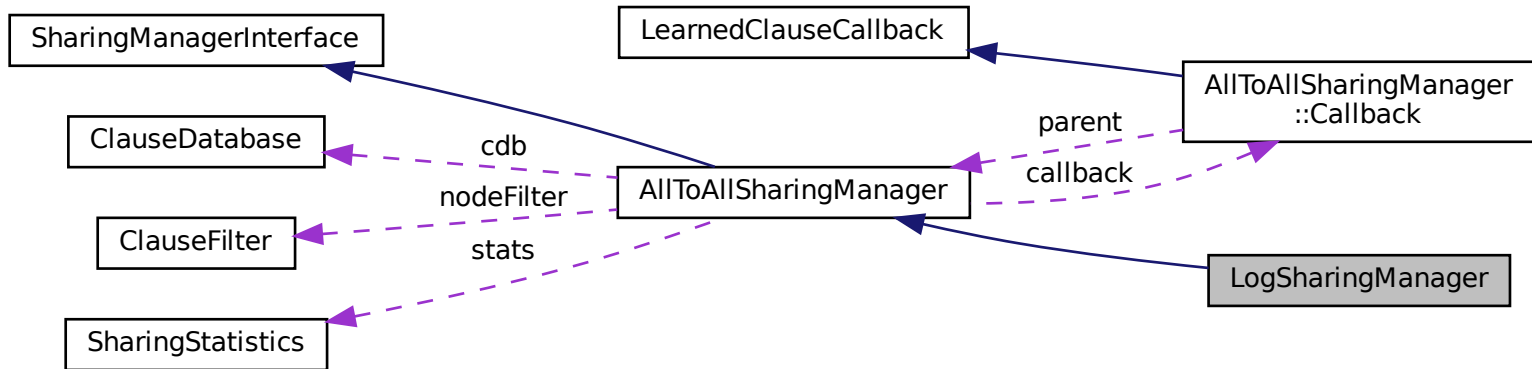 SharingManagerInterface
LearnedClauseCallback
AllToAllSharingManager
::Callback
ClauseDatabase
cdb
parent
AllToAllSharingManager
callback
nodeFilter
ClauseFilter
stats
LogSharingManager
SharingStatistics